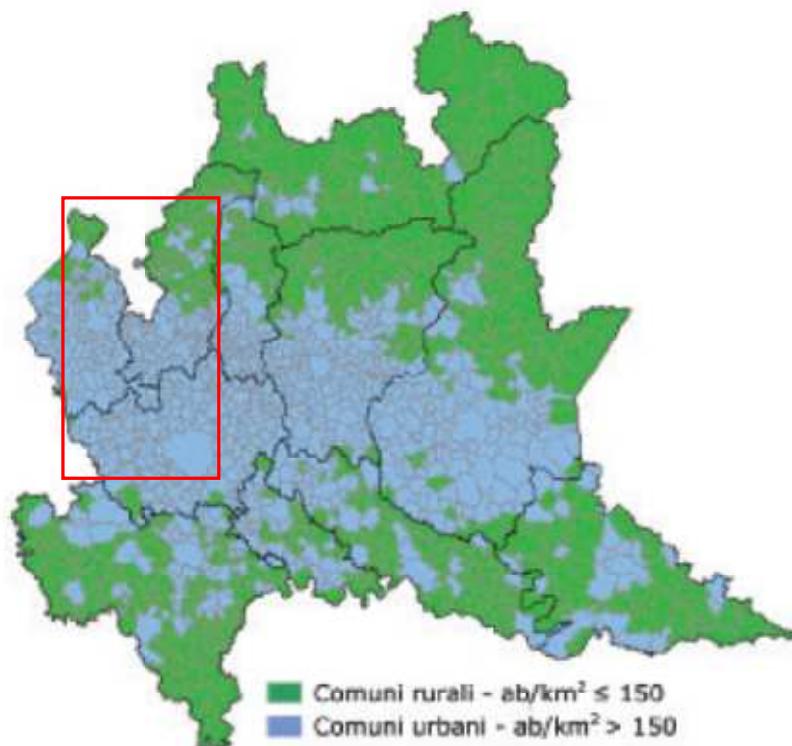 Comuni rurali - ab/km² ≤ 150
Comuni urbani - ab/km² > 150